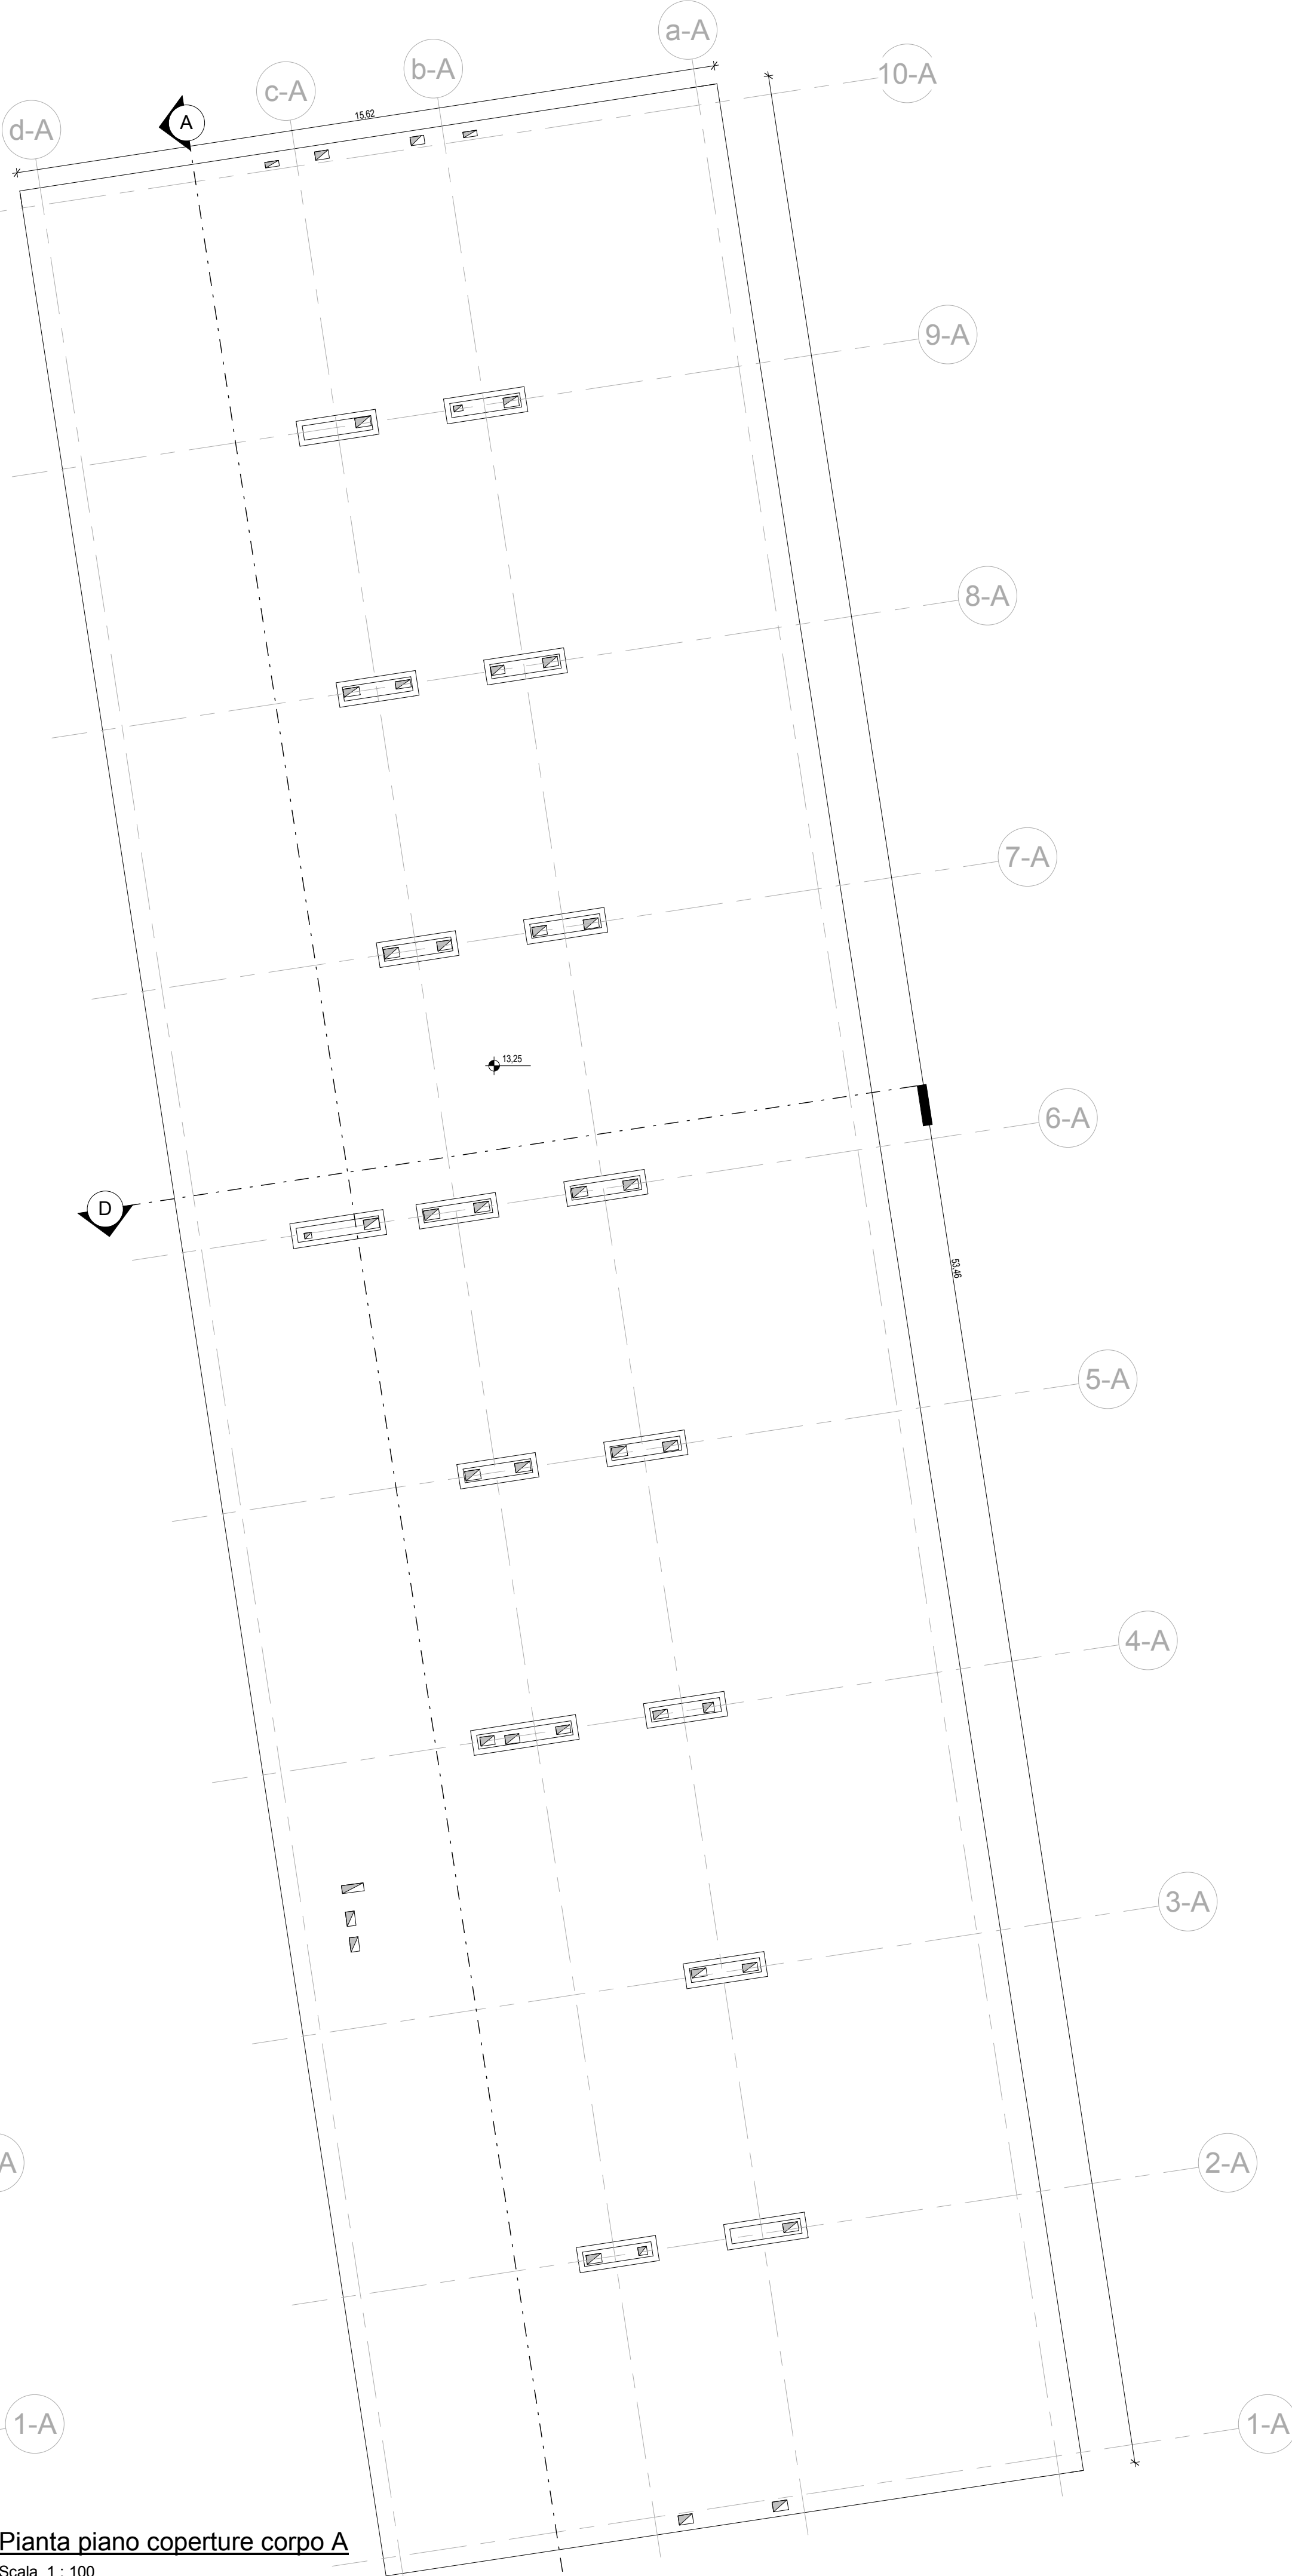 a-A
b-A
10-A
c-A
15,62
A
d-A
9-A
8-A
7-A
13,25
6-A
D
53,46
5-A
4-A
3-A
A
2-A
1-A
1-A
Pianta piano coperture corpo A
Scala 1 : 100